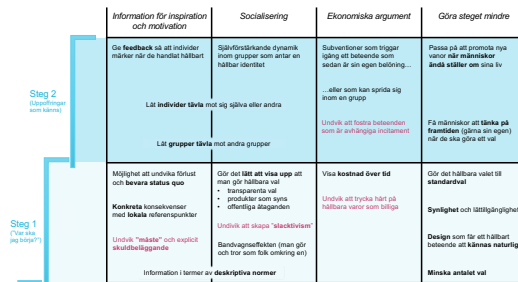 Information för inspiration
och motivation
Socialisering
Ekonomiska argument
Göra steget mindre
Steg 2
(Uppoffringar
som känns)
Ge feedback så att individer
märker när de handlat hållbart
Självförstärkande dynamik
inom grupper som antar en
hållbar identitet
Subventioner som triggar
igång ett beteende som
sedan är sin egen belöning…
…eller som kan sprida sig
inom en grupp
Undvik att fostra beteenden
som är avhängiga incitament
Passa på att promota nya
vanor när människor
ändå ställer om sina liv
Få människor att tänka på
framtiden (gärna sin egen)
när de ska göra ett val
Låt individer tävla mot sig själva eller andra
Låt grupper tävla mot andra grupper
Steg 1
("Var ska
jag börja?")
Möjlighet att undvika förlust
och bevara status quo
Konkreta konsekvenser
med lokala referenspunkter
Undvik "måste" och explicit
skuldbeläggande
Gör det lätt att visa upp att
man gör hållbara val
• transparenta val
• produkter som syns
• offentliga åtaganden
Undvik att skapa "slacktivism"
Bandvagnseffekten (man gör
och tror som folk omkring en)
Visa kostnad över tid
Undvik att trycka hårt på
hållbara varor som billiga
Gör det hållbara valet till
standardval
Synlighet och lättillgänglighet
Design som får ett hållbart
beteende att kännas naturligt
Minska antalet val
Information i termer av deskriptiva normer